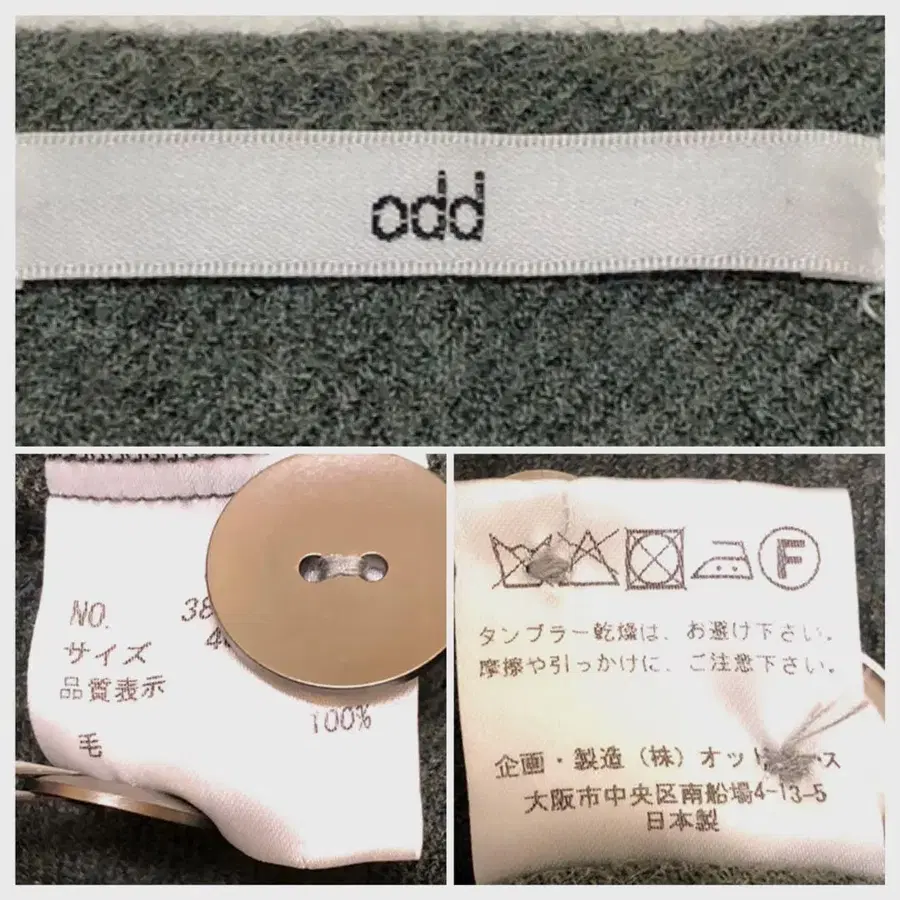 odd
NO. 38
サイズ 4
品質表示
100%
毛
F
タンブラー乾燥は、お避け下さい。
摩擦や引っかけに、ご注意下さい。
企画・製造（株）オッ ス
大阪市中央区南船場4-13-5
日本製